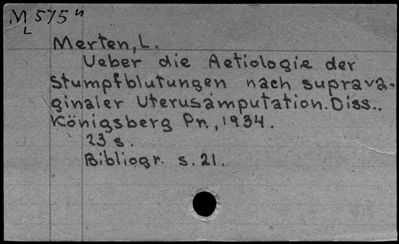 M 575 u
L
Merten, L.
Ueber die Aetiologie der
Stumpfblutungen nach suprava-
ginaler Uterusamputation. Diss..
Königsberg Pr., 1934.
23 s.
Bibliogr. s. 21.